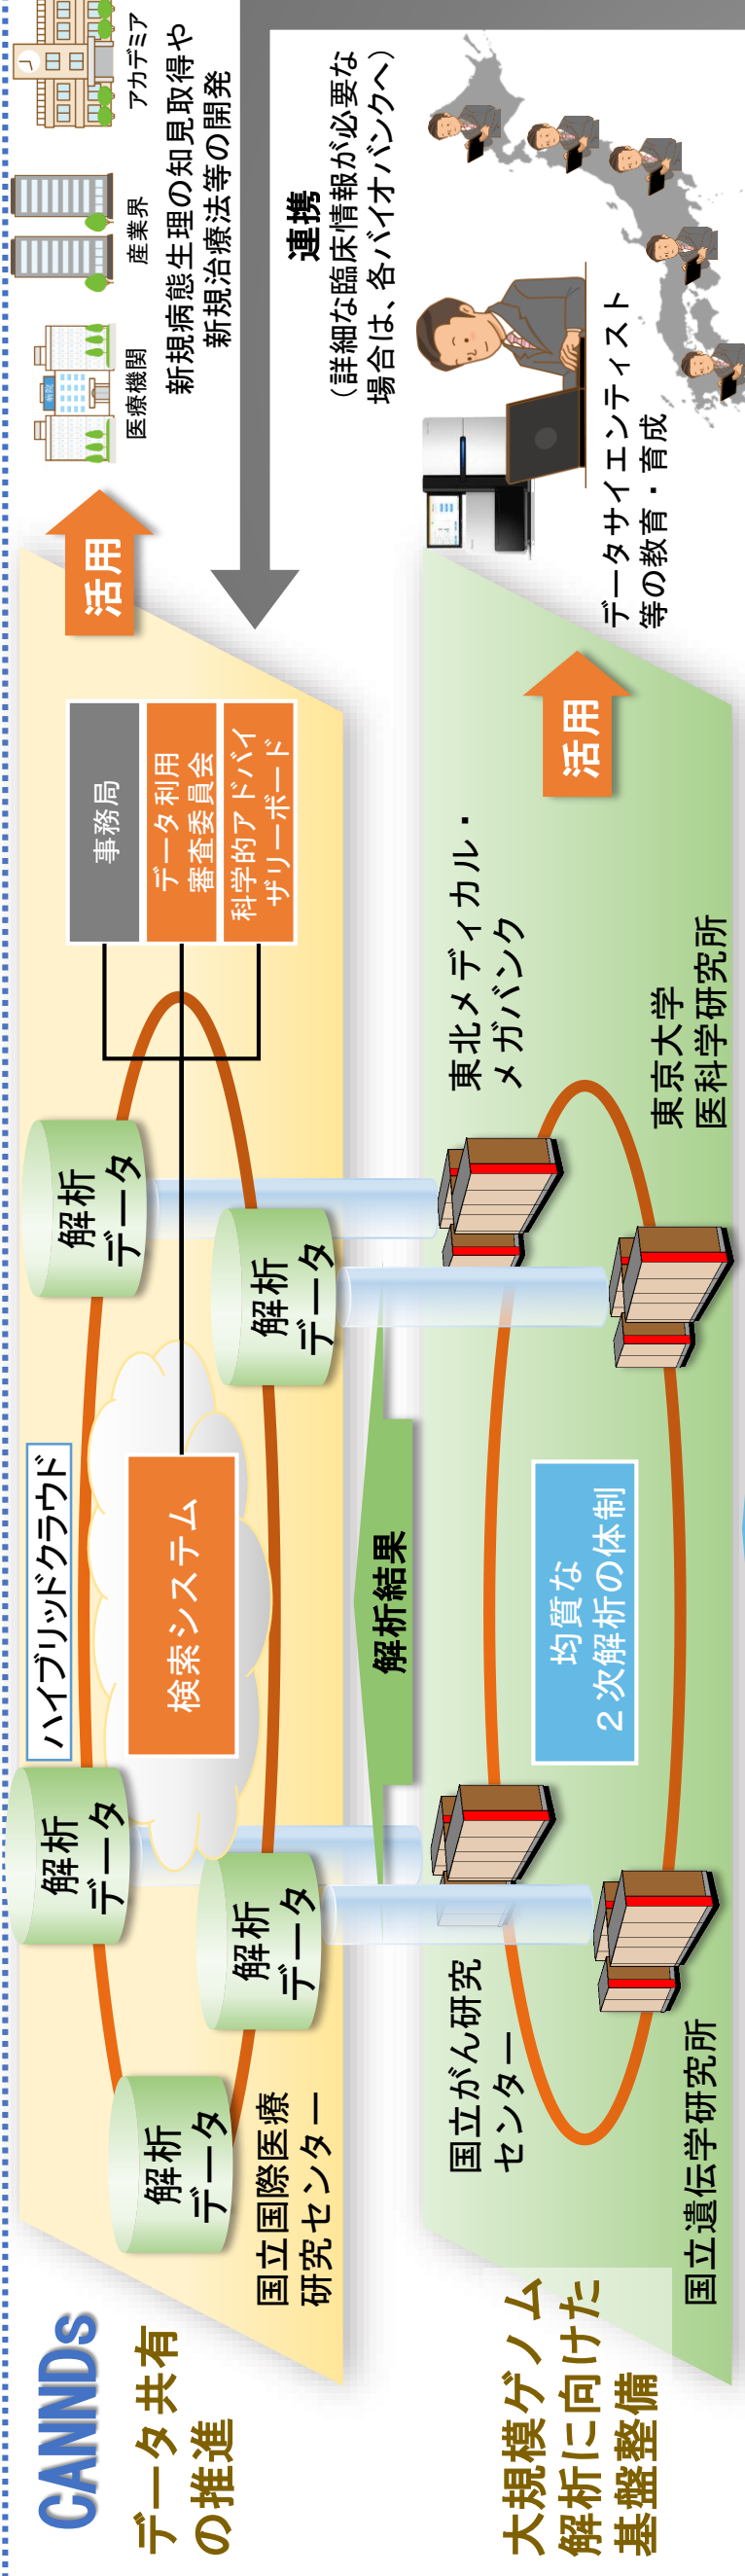 CANNDs
データ共有
の推進
ハイブリッドクラウド
解析
データ
解析
データ
解析
データ
解析
データ
解析
データ
検索システム
国立国際医療
研究センター
事務局
データ利用
審査委員会
科学的アドバイ
ザリーボード
活用
病院
医療機関
産業界
アカデミア
新規病態生理の知見取得や
新規治療法等の開発
連携
(詳細な臨床情報が必要な
場合は、各バイオバンクへ)
解析結果
大規模ゲノム
解析に向けた
基盤整備
国立がん研究
センター
東北メディカル・
メガバンク
均質な
2次解析の体制
国立遺伝学研究所
東京大学
医科学研究所
活用
データサイエンティスト
等の教育・育成